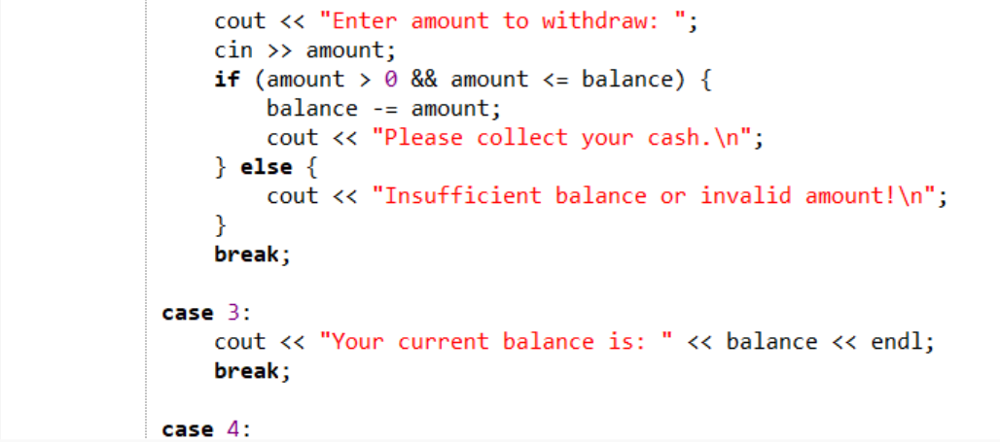 cout << "Enter amount to withdraw: ";
cin >> amount;
if (amount > 0 && amount <= balance) {
balance -= amount;
cout << "Please collect your cash.\n";
} else {
cout << "Insufficient balance or invalid amount!\n";
}
break;
case 3:
cout << "Your current balance is: " << balance << endl;
break;
case 4: